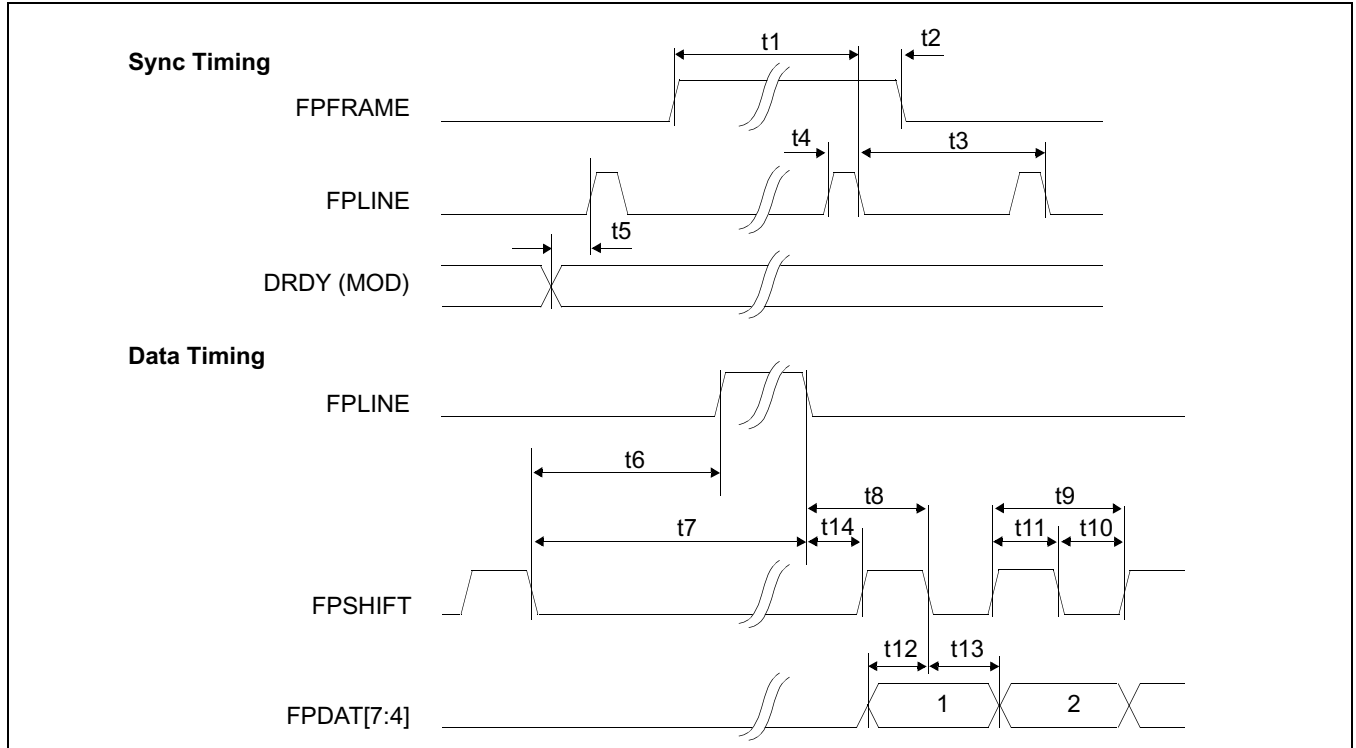 Sync Timing
t1
t2
FPFRAME
t4
t3
FPLINE
t5
DRDY (MOD)
Data Timing
FPLINE
t6
t8
t9
t7
t14
t11
t10
FPSHIFT
t12
t13
FPDAT[7:4]
1
2